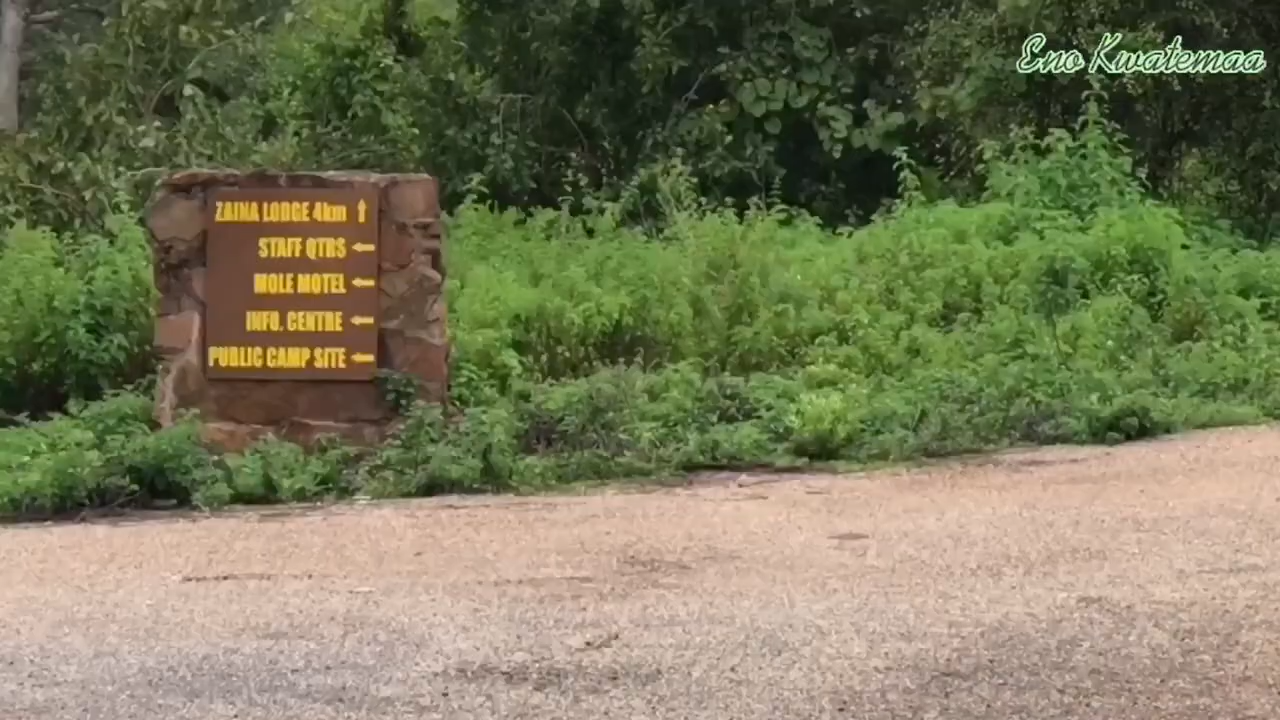 Eno Kwatemaa
ZAINA LODGE 4km ↑
STAFF QTRS ←
MOLE MOTEL ←
INFO. CENTRE ←
PUBLIC CAMP SITE ←